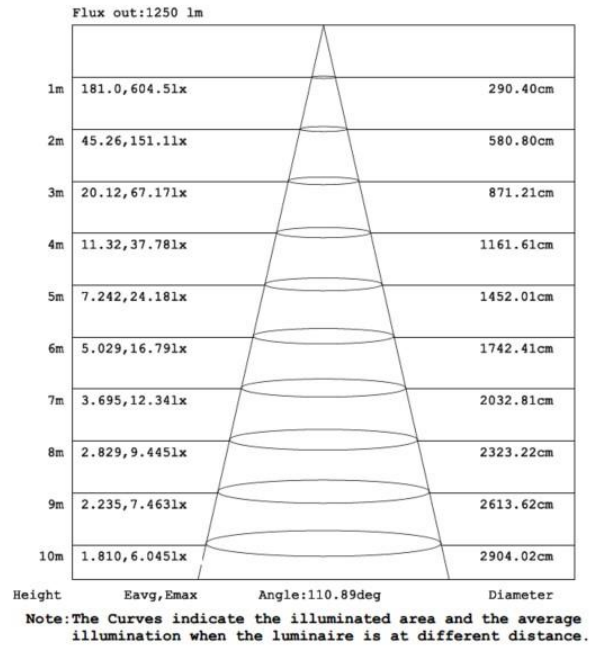 Flux out:1250 lm
1m 181.0,604.5lx 290.40cm
2m 45.26,151.1lx 580.80cm
3m 20.12,67.17lx 871.21cm
4m 11.32,37.78lx 1161.61cm
5m 7.242,24.18lx 1452.01cm
6m 5.029,16.79lx 1742.41cm
7m 3.695,12.34lx 2032.81cm
8m 2.829,9.445lx 2323.22cm
9m 2.235,7.463lx 2613.62cm
10m 1.810,6.045lx 2904.02cm
Height Eavg,Emax Angle:110.89deg Diameter
Note:The Curves indicate the illuminated area and the average
illumination when the luminaire is at different distance.